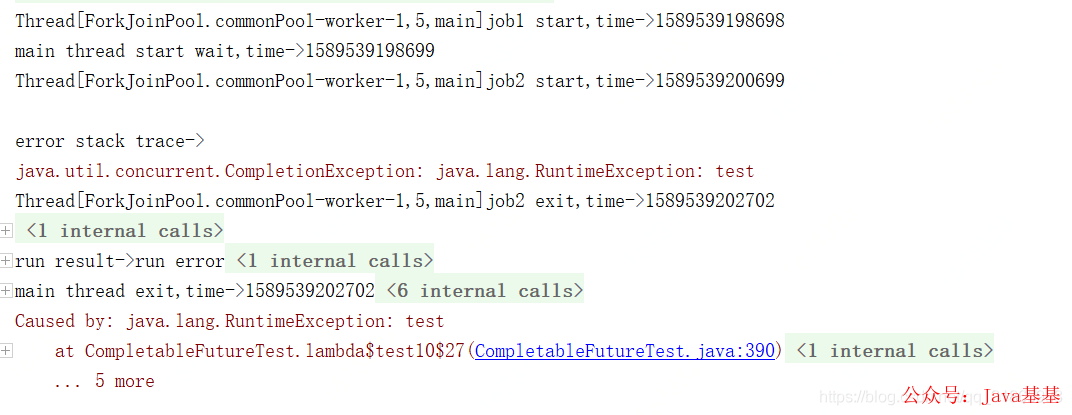 Thread[ForkJoinPool.commonPool-worker-1,5,main]job1 start,time->1589539198698
main thread start wait,time->1589539198699
Thread[ForkJoinPool.commonPool-worker-1,5,main]job2 start,time->1589539200699
error stack trace->
java.util.concurrent.CompletionException: java.lang.RuntimeException: test
Thread[ForkJoinPool.commonPool-worker-1,5,main]job2 exit,time->1589539202702
<1 internal calls>
run result->run error <1 internal calls>
main thread exit,time->1589539202702 <6 internal calls>
Caused by: java.lang.RuntimeException: test
at CompletableFutureTest.lambda$test10$27(CompletableFutureTest.java:390) <1 internal calls>
... 5 more
公众号：Java基基